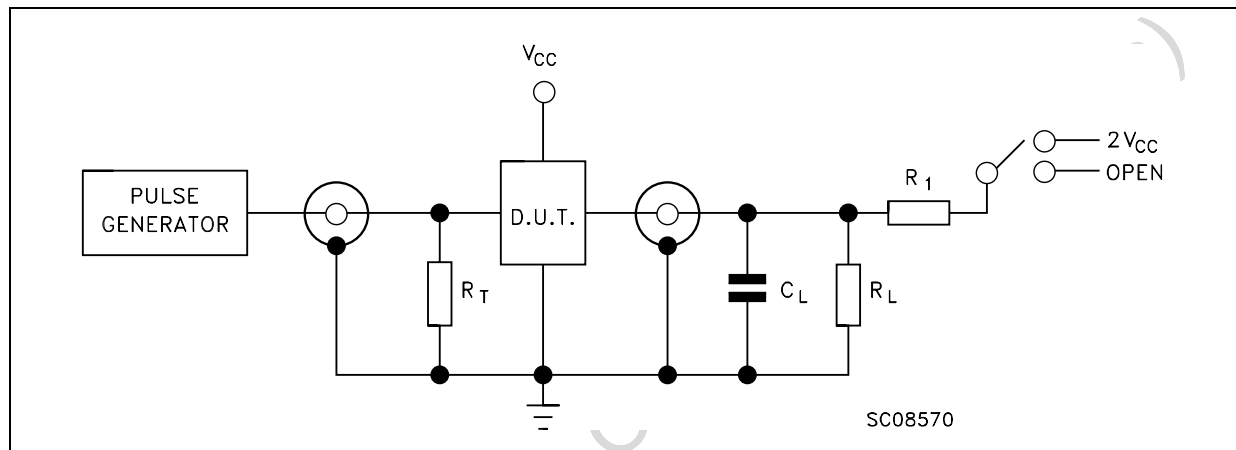 VCC
2VCC
OPEN
R1
PULSE
GENERATOR
D.U.T.
RT
CL
RL
SC08570